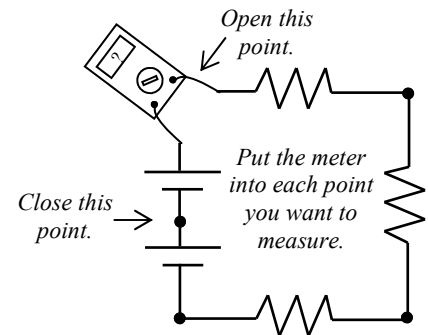 Open this
point.
?
Put the meter
into each point
you want to
measure.
Close this
point.